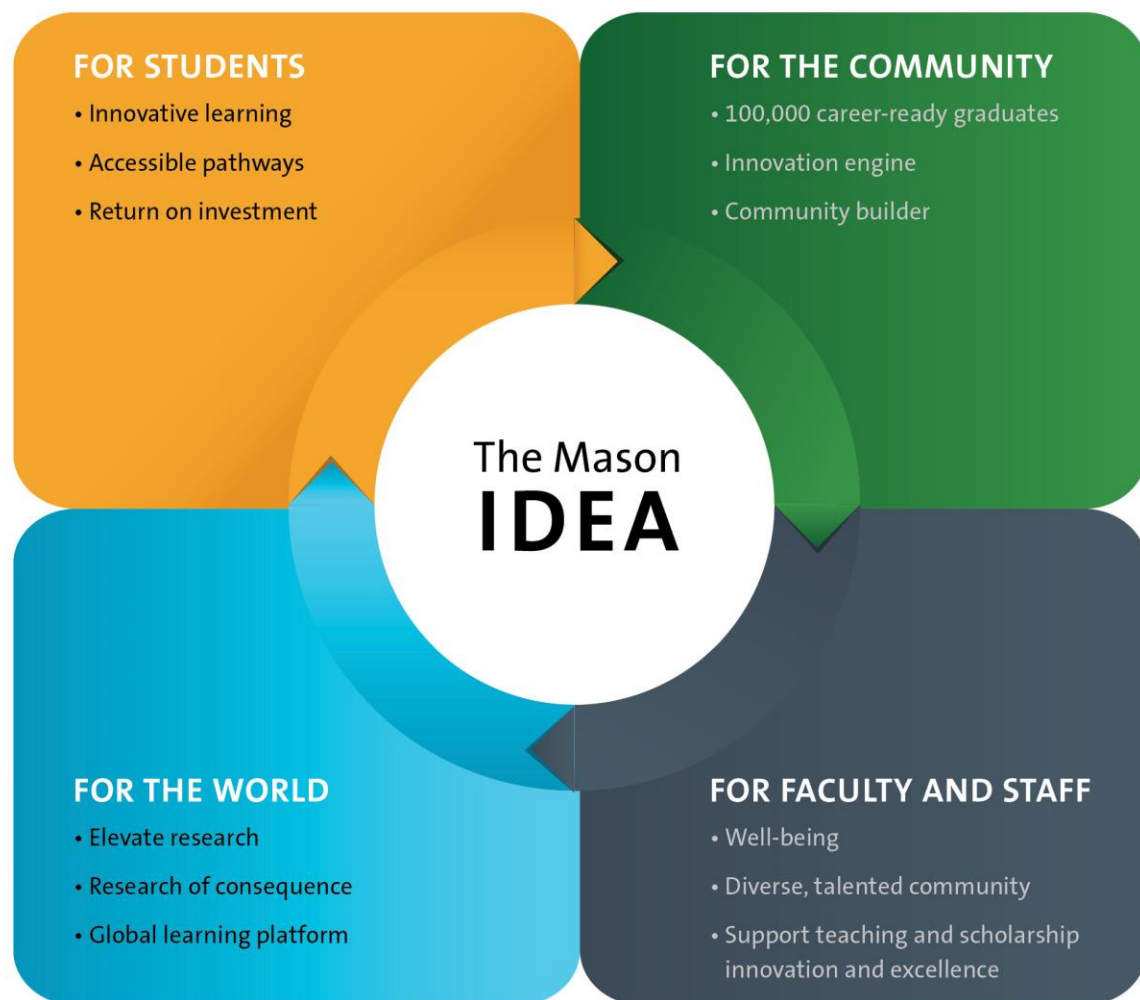 FOR STUDENTS
• Innovative learning
• Accessible pathways
• Return on investment
FOR THE COMMUNITY
• 100,000 career-ready graduates
• Innovation engine
• Community builder
The Mason
IDEA
FOR THE WORLD
• Elevate research
• Research of consequence
• Global learning platform
FOR FACULTY AND STAFF
• Well-being
• Diverse, talented community
• Support teaching and scholarship
innovation and excellence